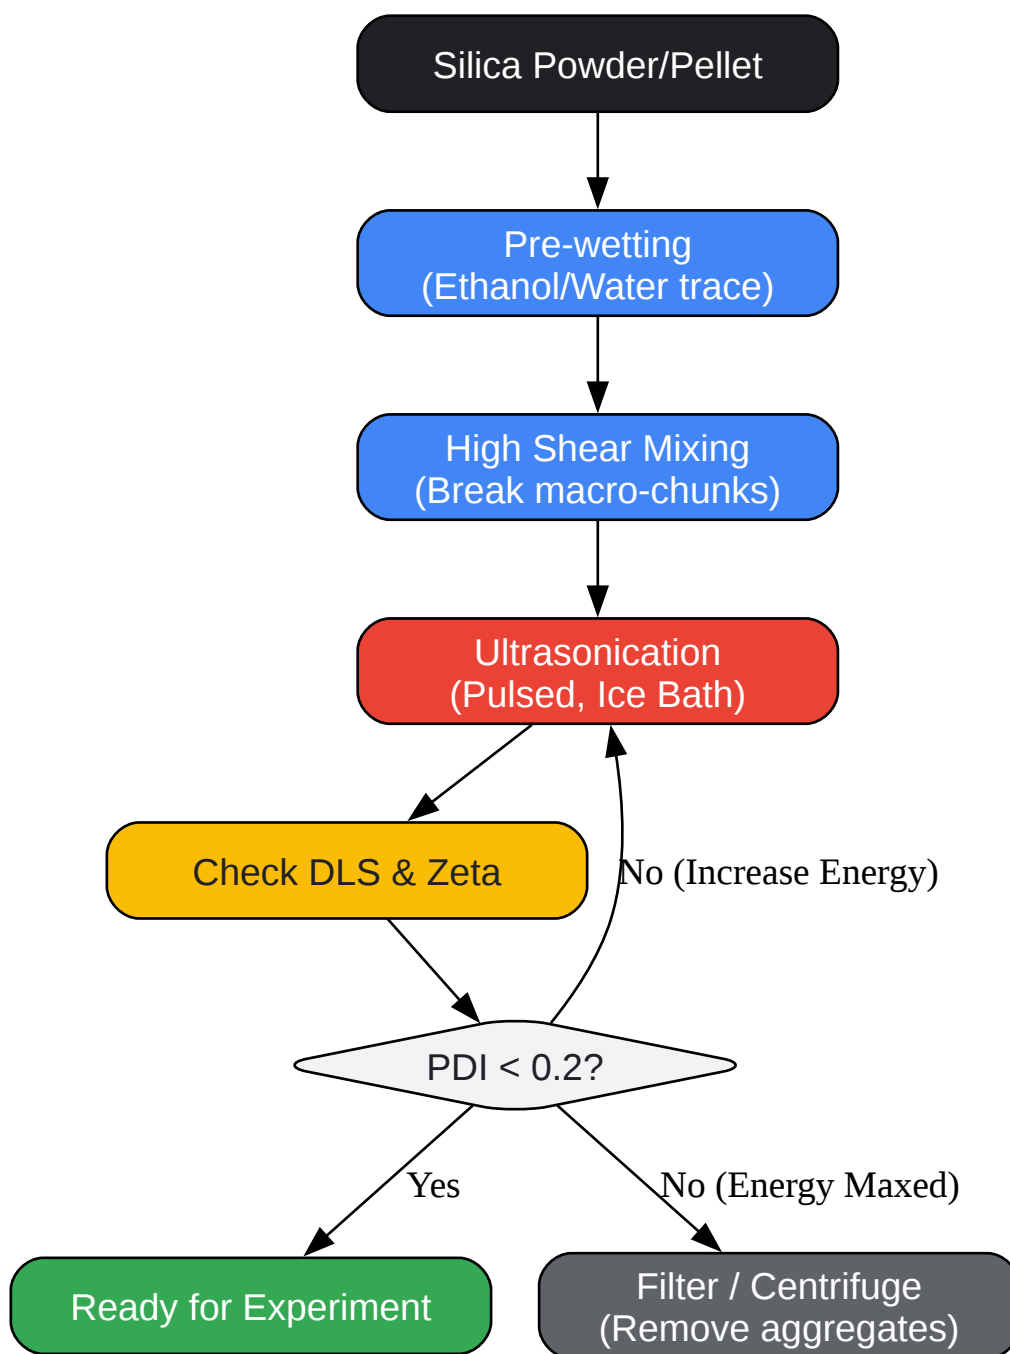 Silica Powder/Pellet
Pre-wetting
(Ethanol/Water trace)
High Shear Mixing
(Break macro-chunks)
Ultrasonication
(Pulsed, Ice Bath)
Check DLS & Zeta
No (Increase Energy)
PDI < 0.2?
Yes
No (Energy Maxed)
Ready for Experiment
Filter / Centrifuge
(Remove aggregates)